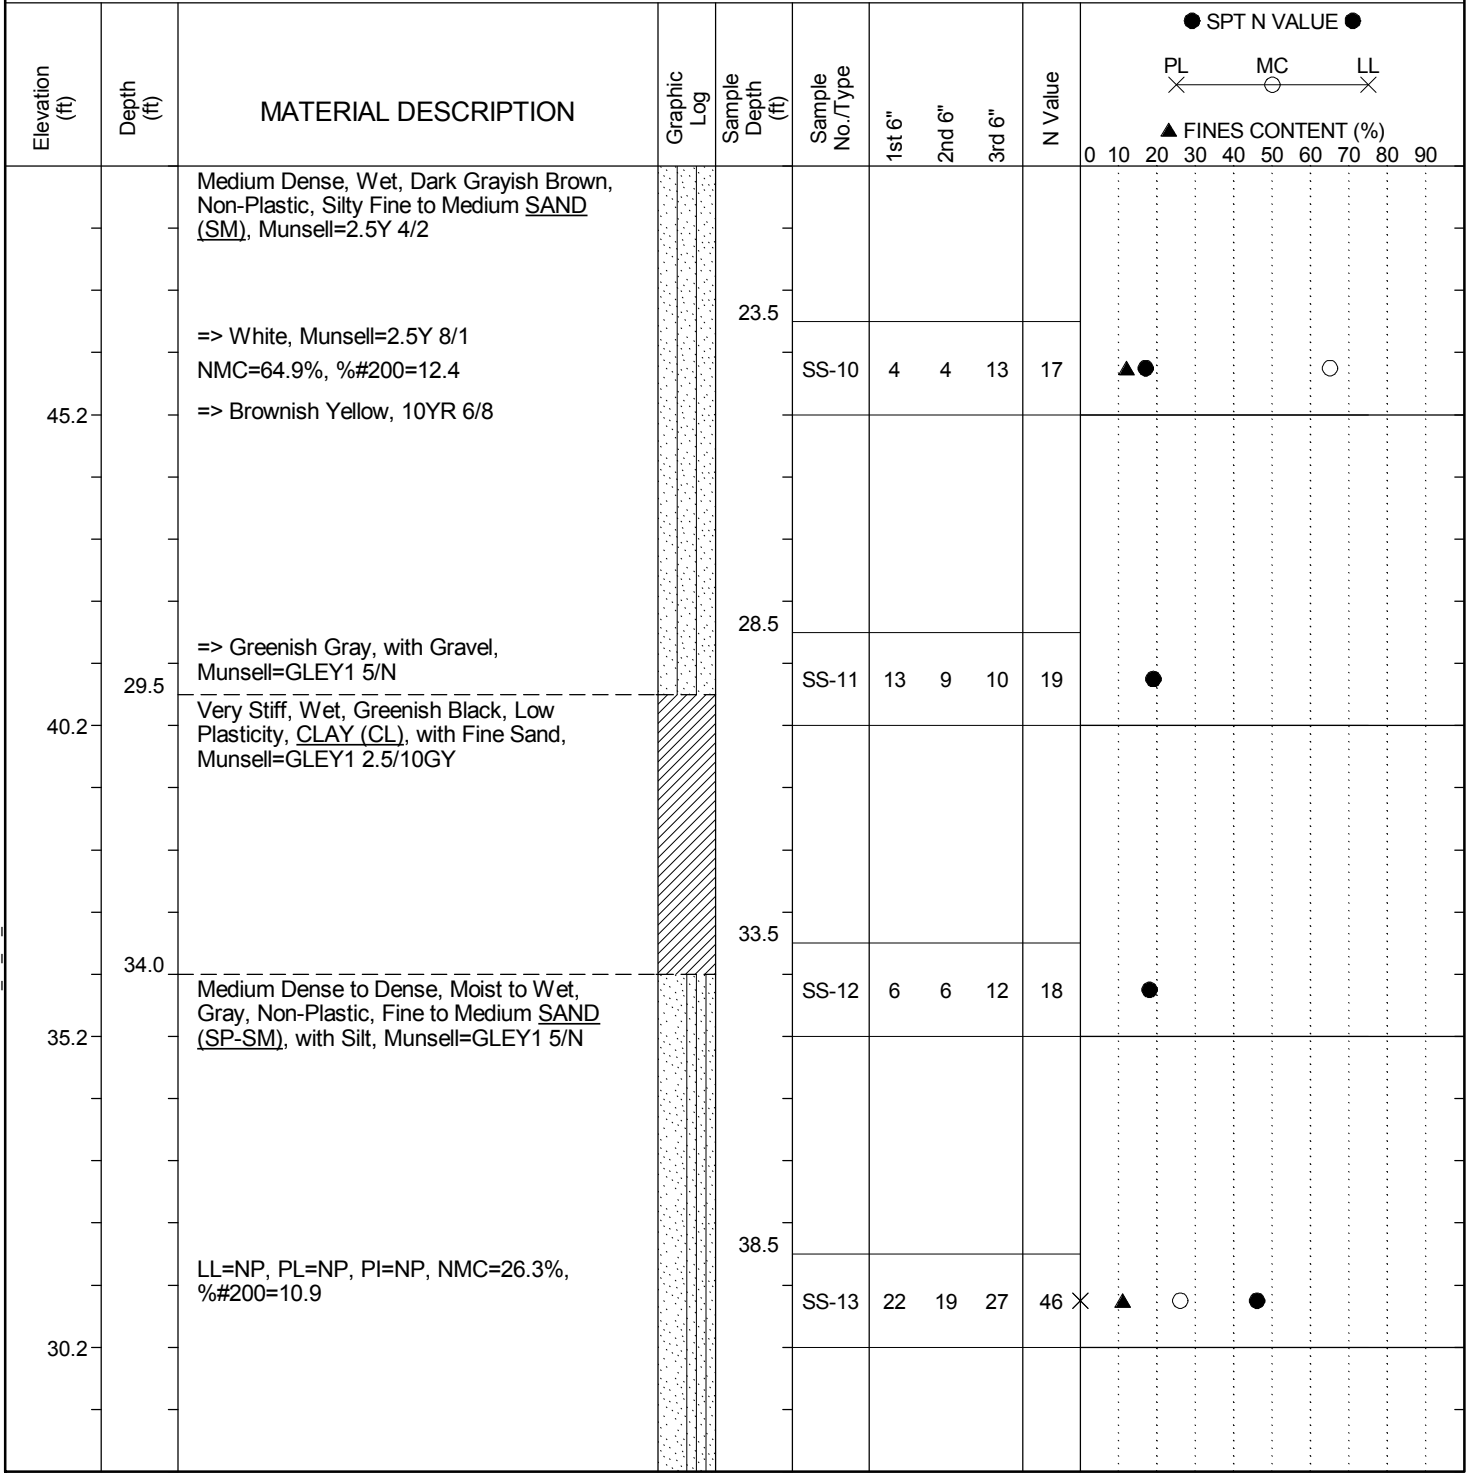 ● SPT N VALUE ●
PL MC LL
▲ FINES CONTENT (%)
0 10 20 30 40 50 60 70 80 90
Elevation (ft)
Depth (ft)
MATERIAL DESCRIPTION
Graphic Log
Sample Depth (ft)
Sample No./Type
1st 6"
2nd 6"
3rd 6"
N Value
Medium Dense, Wet, Dark Grayish Brown,
Non-Plastic, Silty Fine to Medium SAND
(SM), Munsell=2.5Y 4/2
23.5
=> White, Munsell=2.5Y 8/1
NMC=64.9%, %#200=12.4
SS-10 4 4 13 17
45.2
=> Brownish Yellow, 10YR 6/8
28.5
=> Greenish Gray, with Gravel,
Munsell=GLEY1 5/N
SS-11 13 9 10 19
29.5
Very Stiff, Wet, Greenish Black, Low
40.2
Plasticity, CLAY (CL), with Fine Sand,
Munsell=GLEY1 2.5/10GY
33.5
34.0
Medium Dense to Dense, Moist to Wet,
SS-12 6 6 12 18
Gray, Non-Plastic, Fine to Medium SAND
35.2
(SP-SM), with Silt, Munsell=GLEY1 5/N
38.5
LL=NP, PL=NP, PI=NP, NMC=26.3%,
%#200=10.9
SS-13 22 19 27 46
30.2